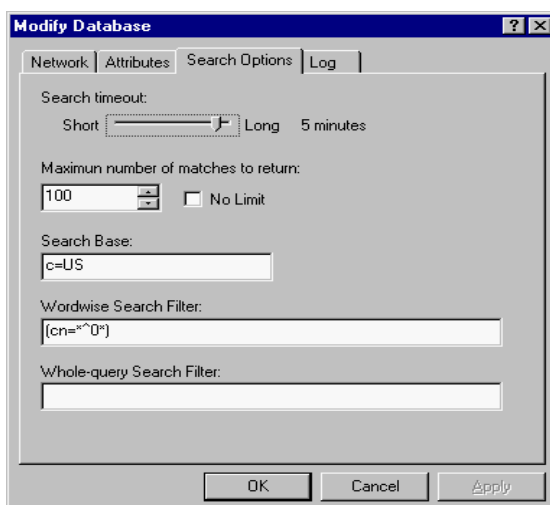 Modify Database
Network Attributes Search Options Log
Search timeout:
Short Long 5 minutes
Maximun number of matches to return:
100 No Limit
Search Base:
c=US
Wordwise Search Filter:
(cn=*^0*)
Whole-query Search Filter:
OK Cancel Apply